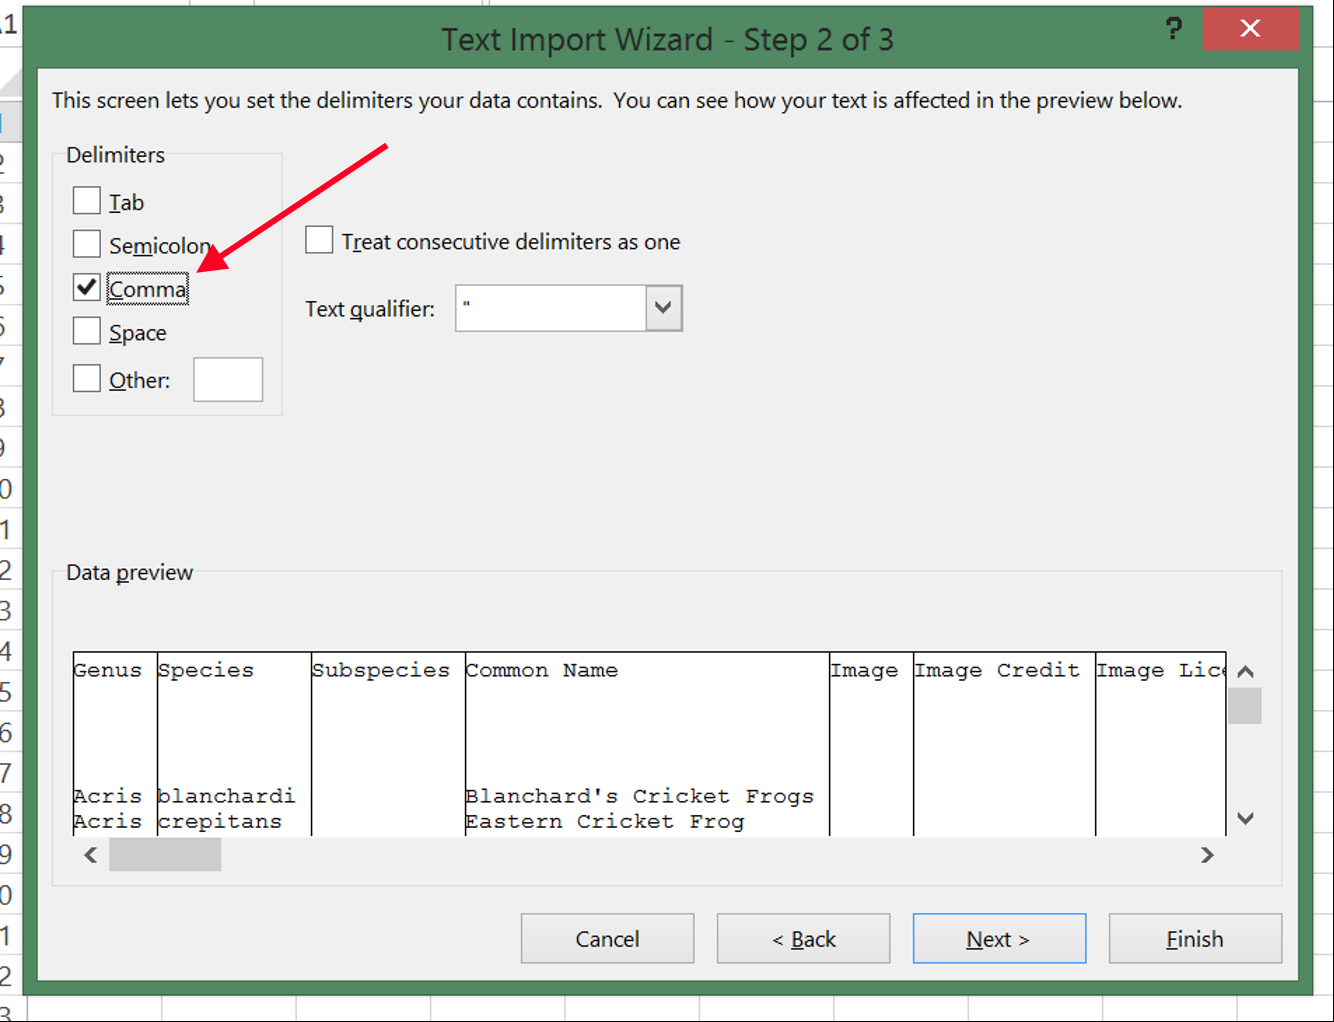 Text Import Wizard - Step 2 of 3
?
This screen lets you set the delimiters your data contains. You can see how your text is affected in the preview below.
Delimiters
Tab
Semicolon
Treat consecutive delimiters as one
Comma
Text qualifier: "
Space
Other:
Data preview
Genus Species Subspecies Common Name Image Image Credit Image Lice
Acris blanchardi Blanchard's Cricket Frogs
Acris crepitans Eastern Cricket Frog
Cancel < Back Next > Finish